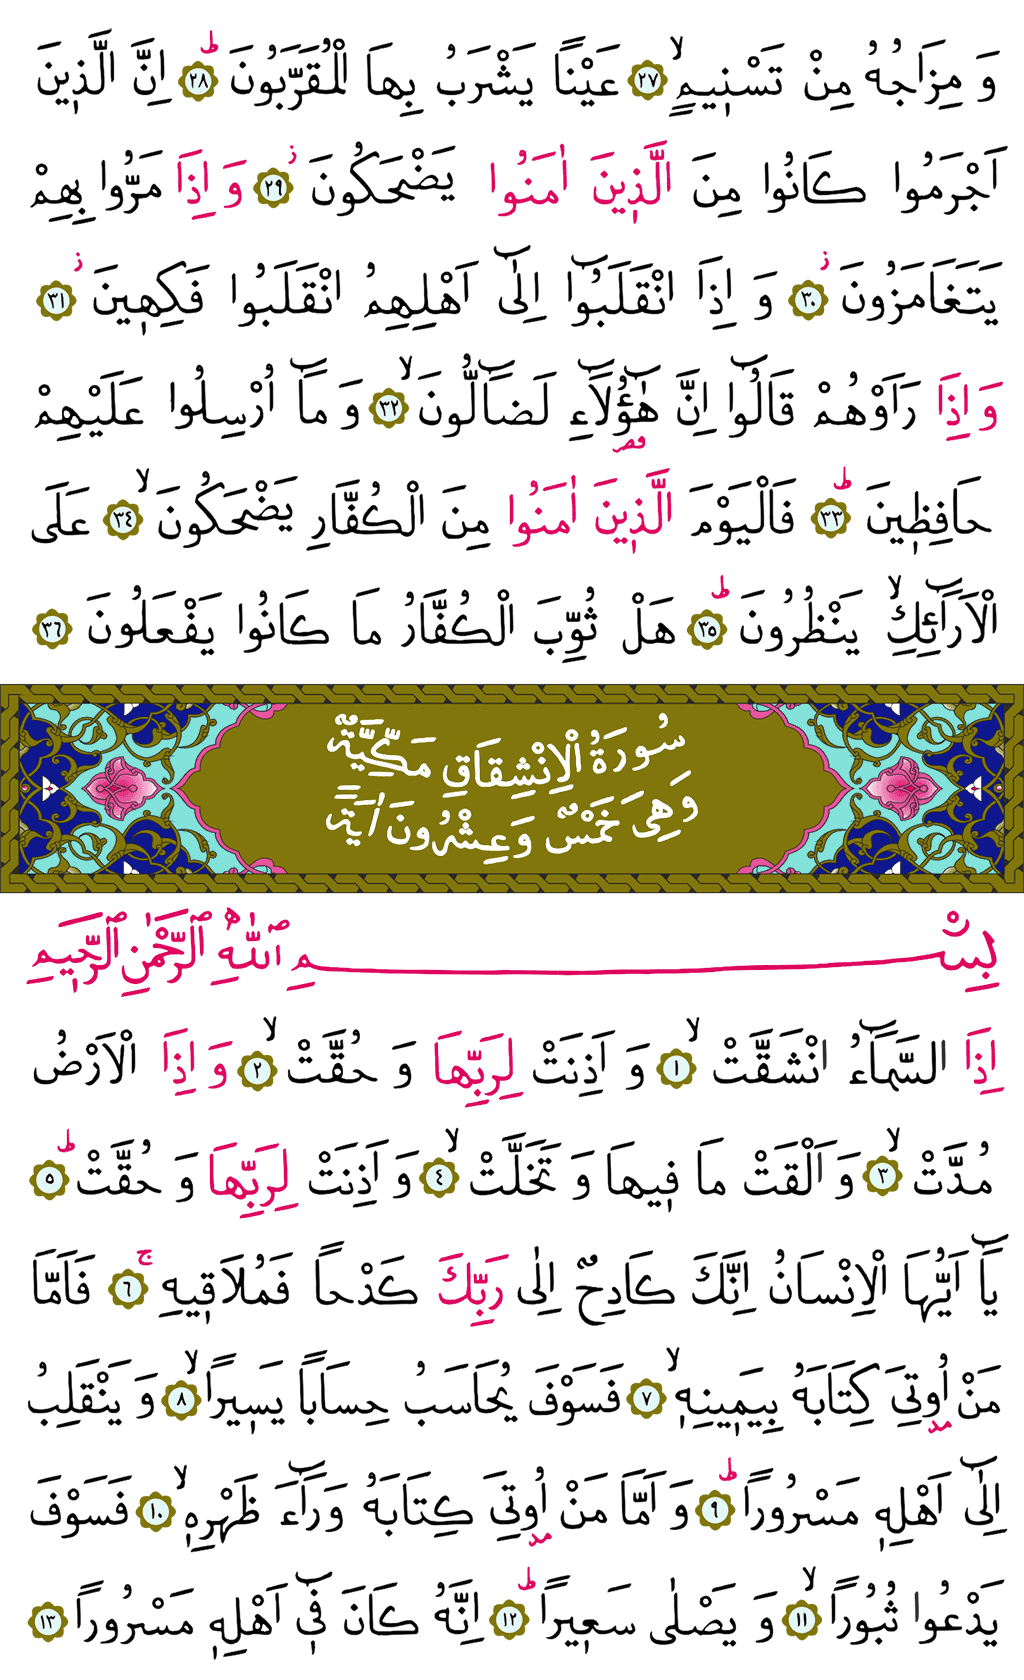 وَ مِزَاجُهُ مِنْ تَسْنٖيمٍۙ ﴿٢٧﴾ عَيْنًا يَشْرَبُ بِهَا الْمُقَرَّبُونَۜ ﴿٢٨﴾ اِنَّ الَّذٖينَ
اَجْرَمُوا كَانُوا مِنَ الَّذٖينَ اٰمَنُوا يَضْحَكُونَ ز ﴿٢٩﴾ وَ اِذَا مَرُّوا بِهِمْ
يَتَغَامَزُونَ ز ﴿٣٠﴾ وَ اِذَا انْقَلَبُٓوا اِلٰٓى اَهْلِهِمُ انْقَلَبُوا فَكِهٖينَ ز ﴿٣١﴾
وَ اِذَا رَاَوْهُمْ قَالُٓوا اِنَّ هٰٓؤُلَٓاءِ لَضَٓالُّونَۙ ﴿٣٢﴾ وَ مَٓا اُرْسِلُوا عَلَيْهِمْ
حَافِظٖينَ ط ﴿٣٣﴾ فَالْيَوْمَ الَّذٖينَ اٰمَنُوا مِنَ الْكُفَّارِ يَضْحَكُونَۙ ﴿٣٤﴾ عَلَى
الْاَرَٓائِكِۙ يَنْظُرُونَ ط ﴿٣٥﴾ هَلْ ثُوِّبَ الْكُفَّارُ مَا كَانُوا يَفْعَلُونَ ﴿٣٦﴾
سُورَةُ الْاِنْشِقَاقِ مَكِّيَّةٌ
وَهِىَ خَمْسٌ وَعِشْرُونَ اٰيَةً
بِسْمِ اللّٰهِ الرَّحْمٰنِ الرَّحٖيمِ
اِذَا السَّمَٓاءُ انْشَقَّتْۙ ﴿١﴾ وَ اَذِنَتْ لِرَبِّهَا وَ حُقَّتْۙ ﴿٢﴾ وَ اِذَا الْاَرْضُ
مُدَّتْۙ ﴿٣﴾ وَ اَلْقَتْ مَا فٖيهَا وَ تَخَلَّتْۙ ﴿٤﴾ وَ اَذِنَتْ لِرَبِّهَا وَ حُقَّتْ ط ﴿٥﴾
يَٓا اَيُّهَا الْاِنْسَانُ اِنَّكَ كَادِحٌ اِلٰى رَبِّكَ كَدْحًا فَمُلَاقٖيهِ ج ﴿٦﴾ فَاَمَّا
مَنْ اُوتِىَ كِتَابَهُ بِيَمٖينِهٖۙ ﴿٧﴾ فَسَوْفَ يُحَاسَبُ حِسَابًا يَسٖيرًاۙ ﴿٨﴾ وَ يَنْقَلِبُ
اِلٰٓى اَهْلِهٖ مَسْرُورًا ط ﴿٩﴾ وَ اَمَّا مَنْ اُوتِىَ كِتَابَهُ وَرَٓاءَ ظَهْرِهٖۙ ﴿١٠﴾ فَسَوْفَ
يَدْعُوا ثُبُورًاۙ ﴿١١﴾ وَ يَصْلٰى سَعٖيرًا ط ﴿١٢﴾ اِنَّهُ كَانَ فٖٓى اَهْلِهٖ مَسْرُورًا ﴿١٣﴾